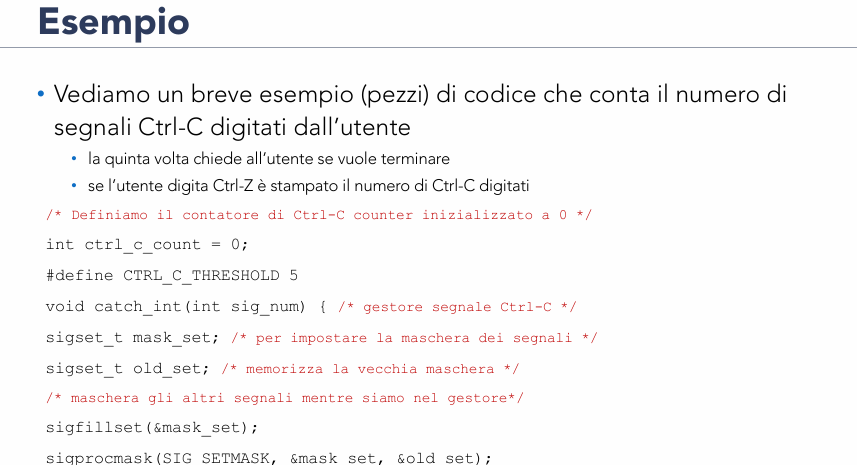 Esempio
• Vediamo un breve esempio (pezzi) di codice che conta il numero di
segnali Ctrl-C digitati dall’utente
• la quinta volta chiede all’utente se vuole terminare
• se l’utente digita Ctrl-Z è stampato il numero di Ctrl-C digitati
/* Definiamo il contatore di Ctrl-C counter inizializzato a 0 */
int ctrl_c_count = 0;
#define CTRL_C_THRESHOLD 5
void catch_int(int sig_num) { /* gestore segnale Ctrl-C */
sigset_t mask_set; /* per impostare la maschera dei segnali */
sigset_t old_set; /* memorizza la vecchia maschera */
/* maschera gli altri segnali mentre siamo nel gestore*/
sigfillset(&mask_set);
sigprocmask(SIG_SETMASK, &mask_set, &old_set);